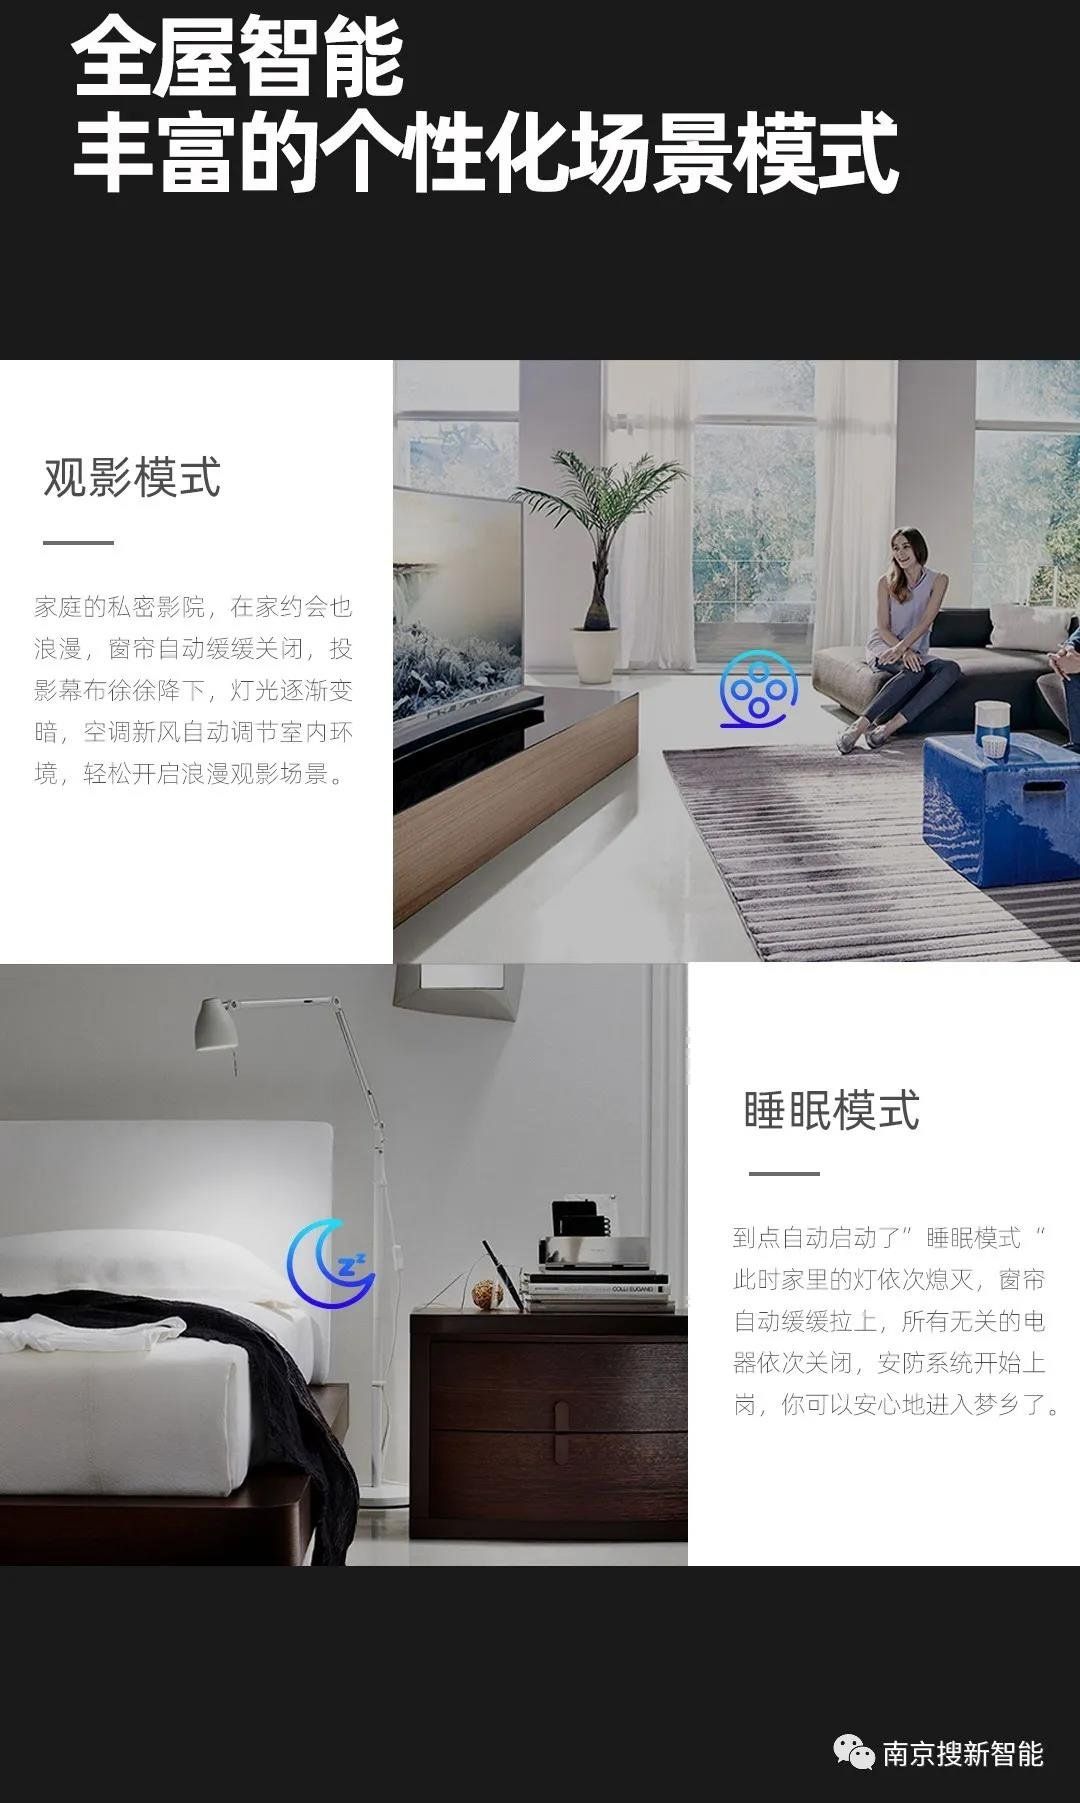 全屋智能
丰富的个性化场景模式
观影模式
家庭的私密影院，在家约会也
浪漫，窗帘自动缓缓关闭，投
影幕布徐徐降下，灯光逐渐变
暗，空调新风自动调节室内环
境，轻松开启浪漫观影场景。
睡眠模式
到点自动启动了”睡眠模式“
此时家里的灯依次熄灭，窗帘
自动缓缓拉上，所有无关的电
器依次关闭，安防系统开始上
岗，你可以安心地进入梦乡了。
zz
COLLI EUGANEI
南京搜新智能